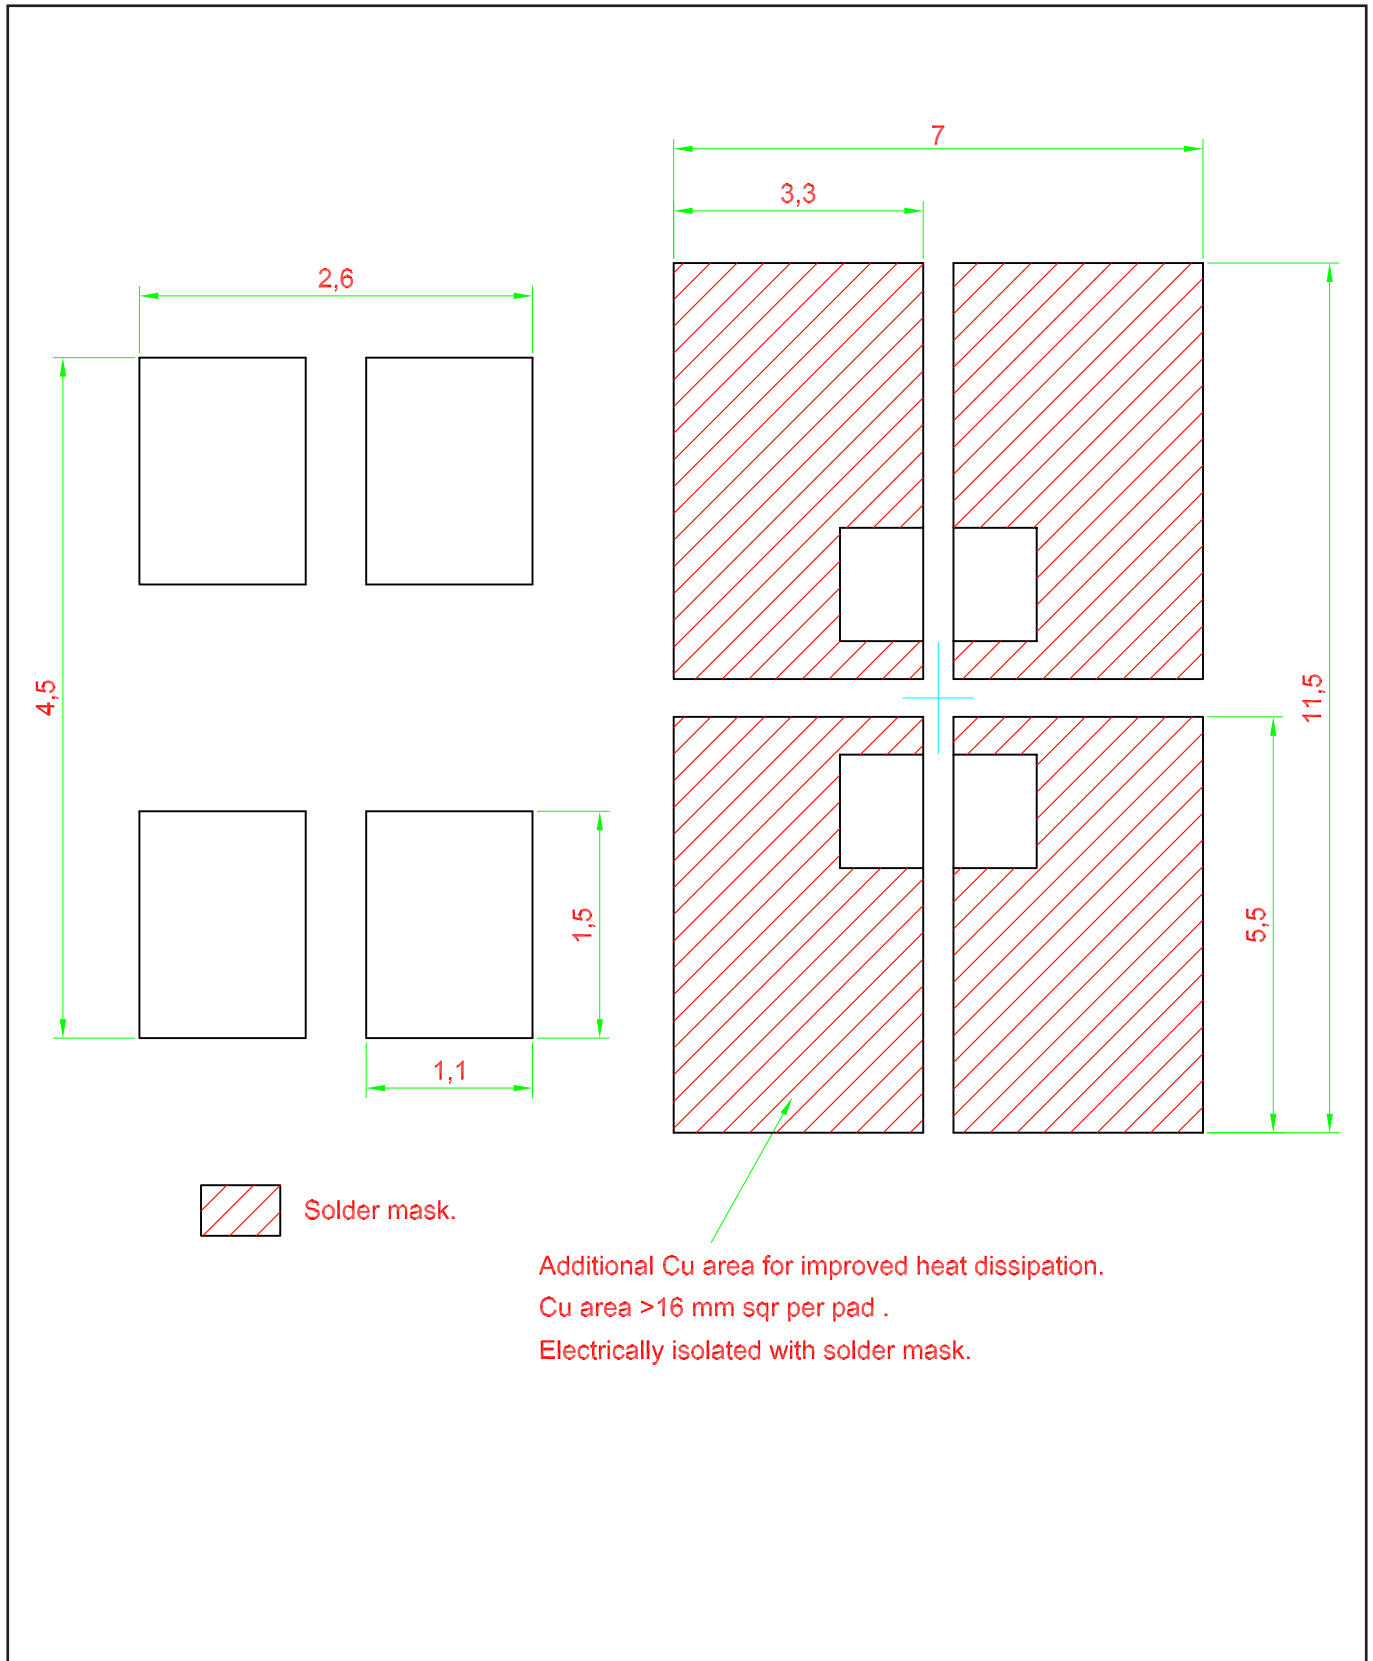 7
3,3
2,6
4,5
11,5
5,5
1,5
1,1
Solder mask.
Additional Cu area for improved heat dissipation.
Cu area >16 mm sqr per pad .
Electrically isolated with solder mask.